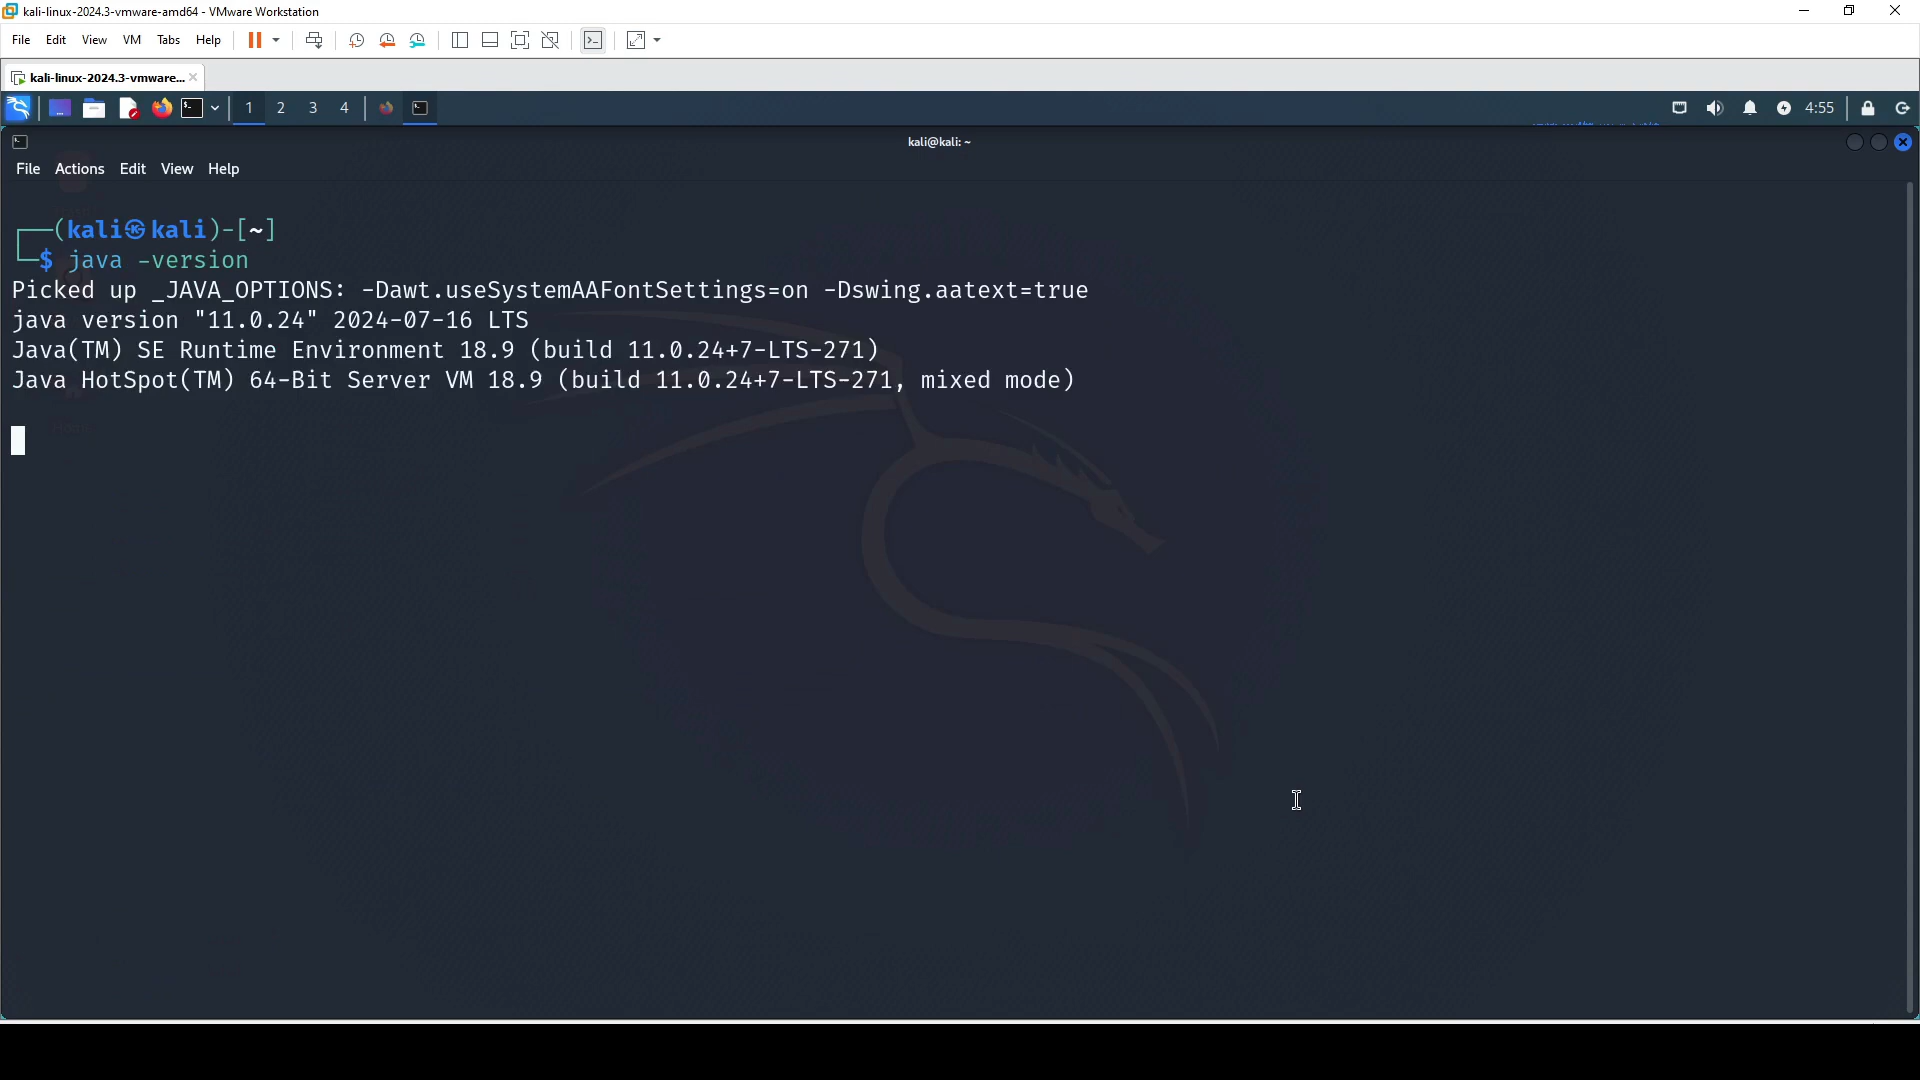 kali-linux-2024.3-vmware-amd64 - VMware Workstation
File Edit View VM Tabs Help
kali-linux-2024.3-vmware...
1 2 3 4 4:55
kali@kali: ~
File Actions Edit View Help
(kali㉿kali)-[~]
$ java -version
Picked up _JAVA_OPTIONS: -Dawt.useSystemAAFontSettings=on -Dswing.aatext=true
java version "11.0.24" 2024-07-16 LTS
Java(TM) SE Runtime Environment 18.9 (build 11.0.24+7-LTS-271)
Java HotSpot(TM) 64-Bit Server VM 18.9 (build 11.0.24+7-LTS-271, mixed mode)